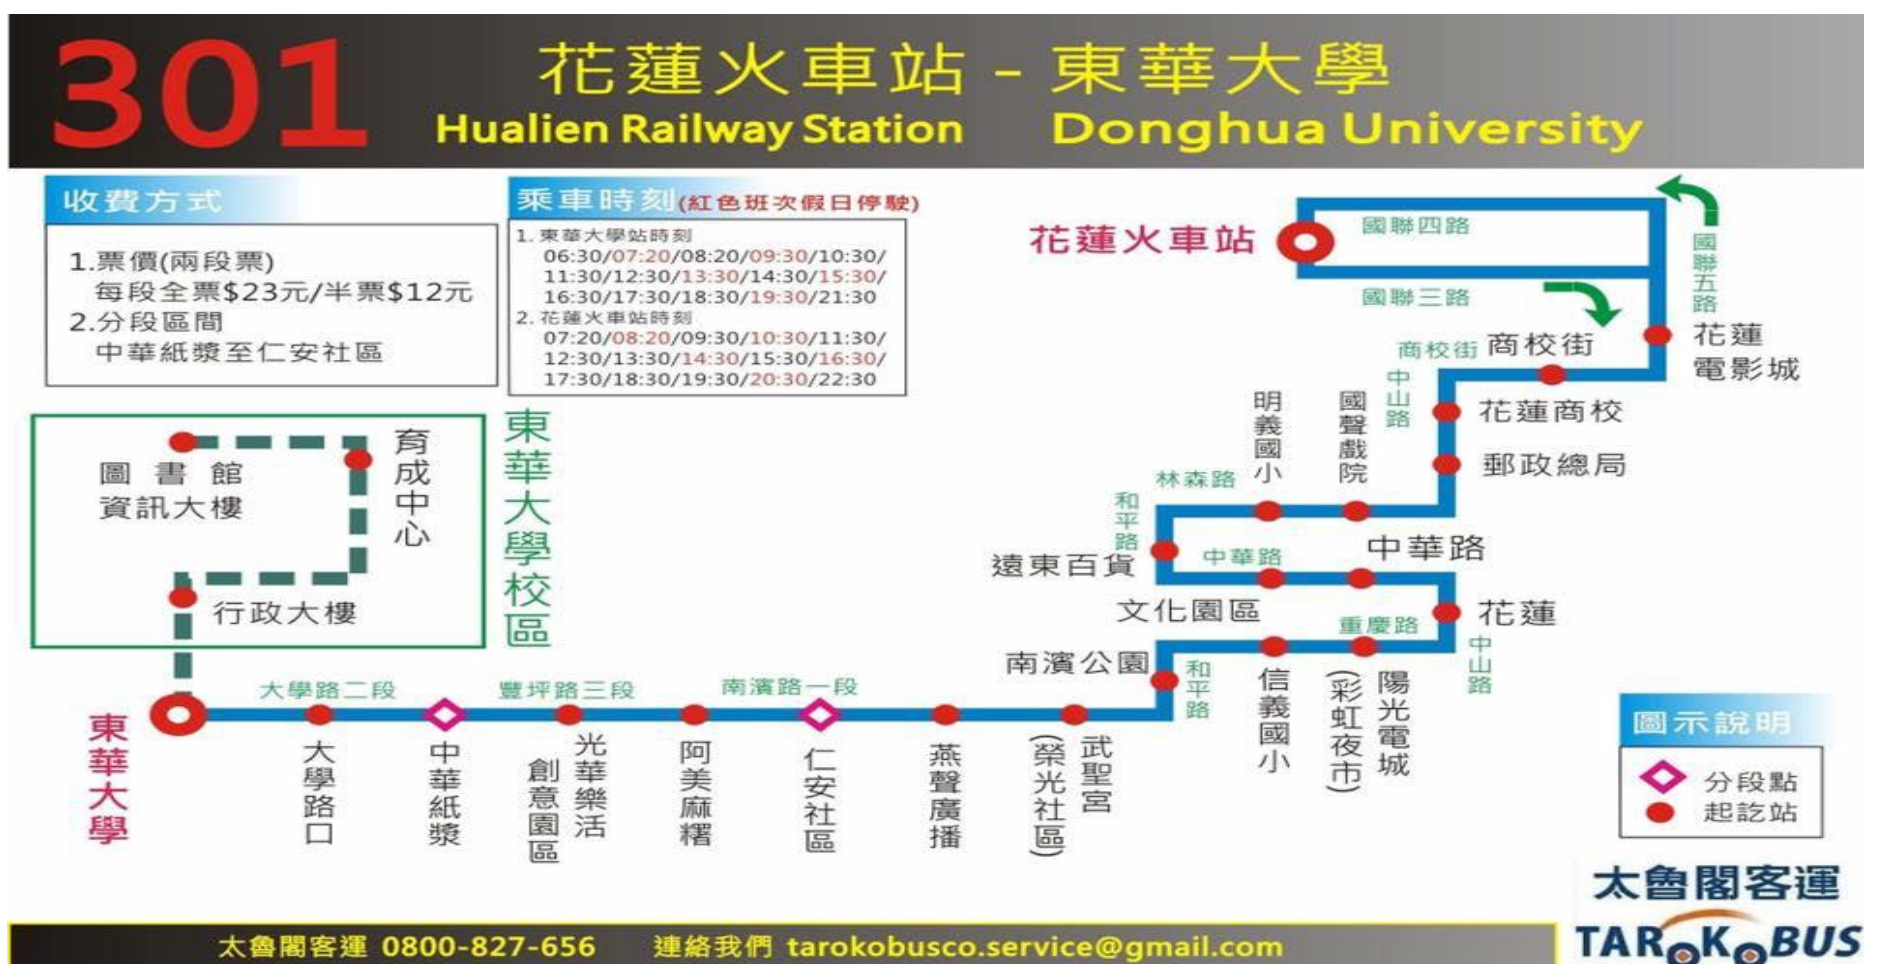 301
花蓮火車站 - 東華大學
Hualien Railway Station Donghua University
收費方式
1.票價(兩段票)
每段全票$23元/半票$12元
2.分段區間
中華紙漿至仁安社區
乘車時刻(紅色班次假日停駛)
1. 東華大學站時刻
06:30/07:20/08:20/09:30/10:30/
11:30/12:30/13:30/14:30/15:30/
16:30/17:30/18:30/19:30/21:30
2. 花蓮火車站時刻
07:20/08:20/09:30/10:30/11:30/
12:30/13:30/14:30/15:30/16:30/
17:30/18:30/19:30/20:30/22:30
花蓮火車站
國聯四路
國聯三路
國聯五路
花蓮
電影城
商校街
商校街
中山路
花蓮商校
郵政總局
國聲戲院
明義國小
林森路
和平路
遠東百貨
中華路
中華路
文化園區
花蓮
中山路
重慶路
陽光電城
(彩虹夜市)
信義國小
和平路
南濱公園
武聖宮
(榮光社區)
燕聲廣播
南濱路一段
仁安社區
阿美麻糬
豐坪路三段
光華樂活
創意園區
中華紙漿
大學路二段
大學路口
東華大學
東華大學校區
行政大樓
育成中心
圖書館
資訊大樓
圖示說明
分段點
起訖站
太魯閣客運
TAROKOBUS
太魯閣客運 0800-827-656 連絡我們 tarokobusco.service@gmail.com